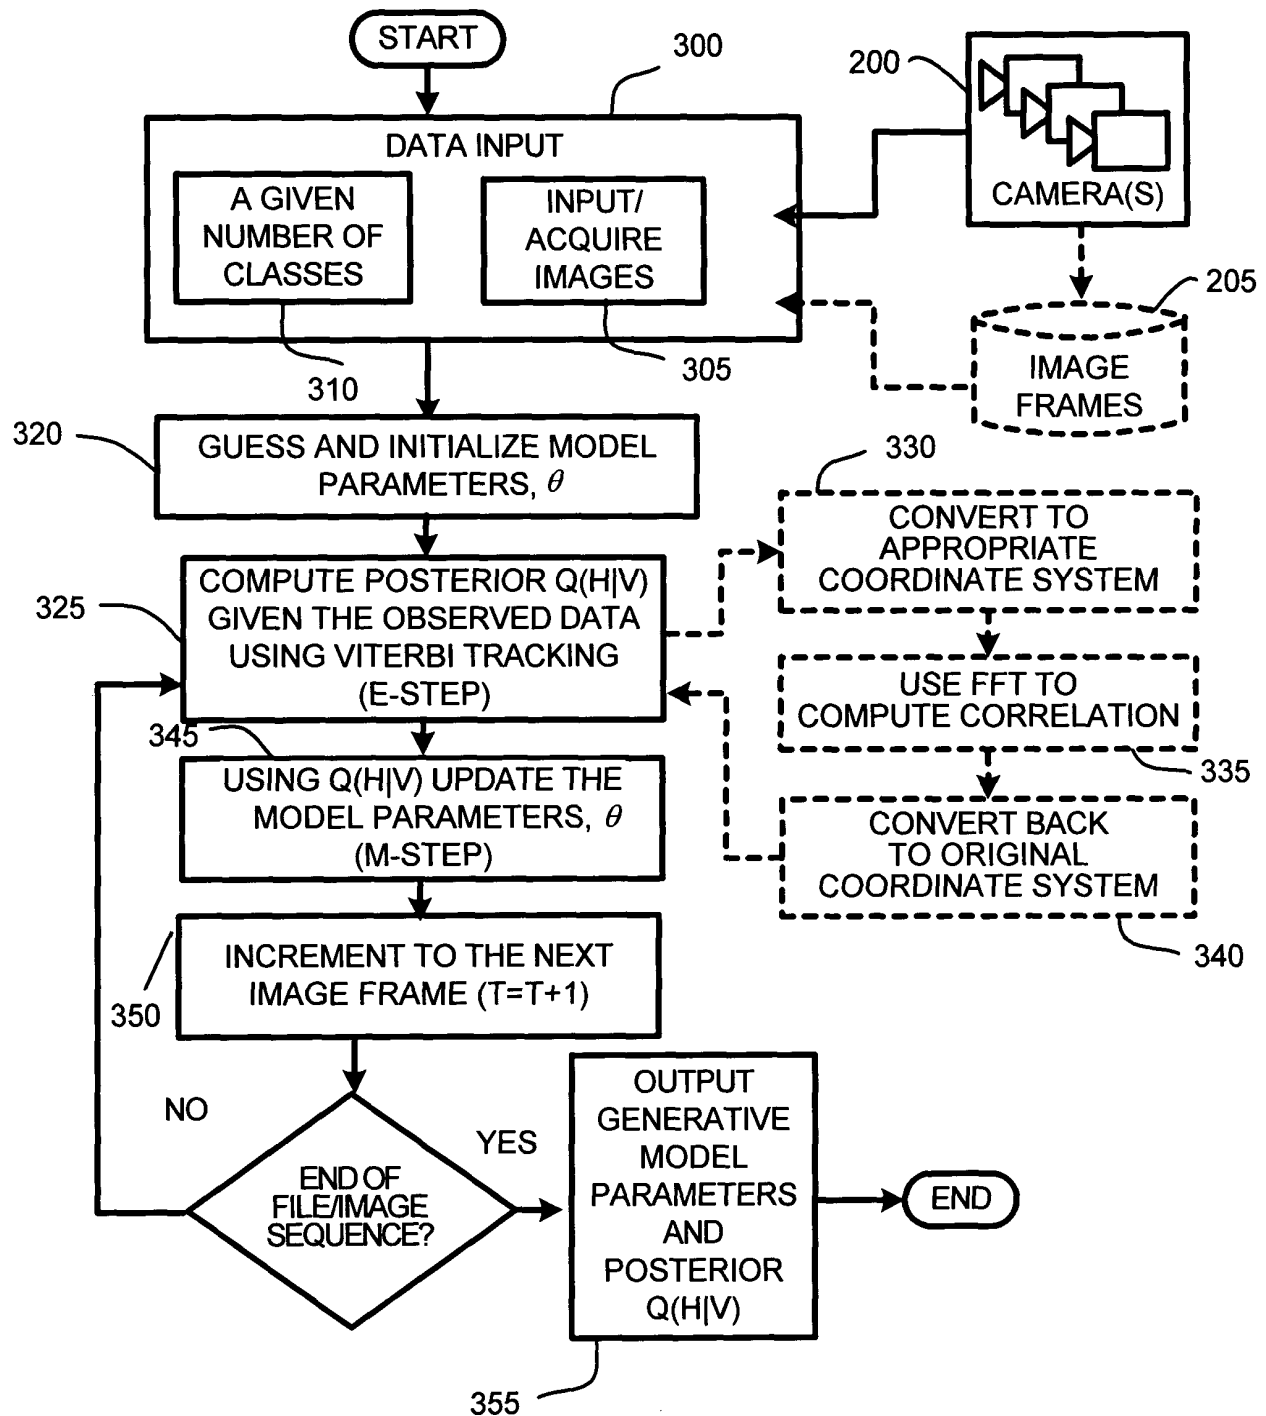 START
300
200
DATA INPUT
A GIVEN
NUMBER OF
CLASSES
INPUT/
ACQUIRE
IMAGES
CAMERA(S)
205
IMAGE
FRAMES
310
305
320
GUESS AND INITIALIZE MODEL
PARAMETERS, θ
330
CONVERT TO
APPROPRIATE
COORDINATE SYSTEM
325
COMPUTE POSTERIOR Q(H|V)
GIVEN THE OBSERVED DATA
USING VITERBI TRACKING
(E-STEP)
USE FFT TO
COMPUTE CORRELATION
335
345
USING Q(H|V) UPDATE THE
MODEL PARAMETERS, θ
(M-STEP)
CONVERT BACK
TO ORIGINAL
COORDINATE SYSTEM
340
350
INCREMENT TO THE NEXT
IMAGE FRAME (T=T+1)
NO
YES
END OF
FILE/IMAGE
SEQUENCE?
OUTPUT
GENERATIVE
MODEL
PARAMETERS
AND
POSTERIOR
Q(H|V)
END
355